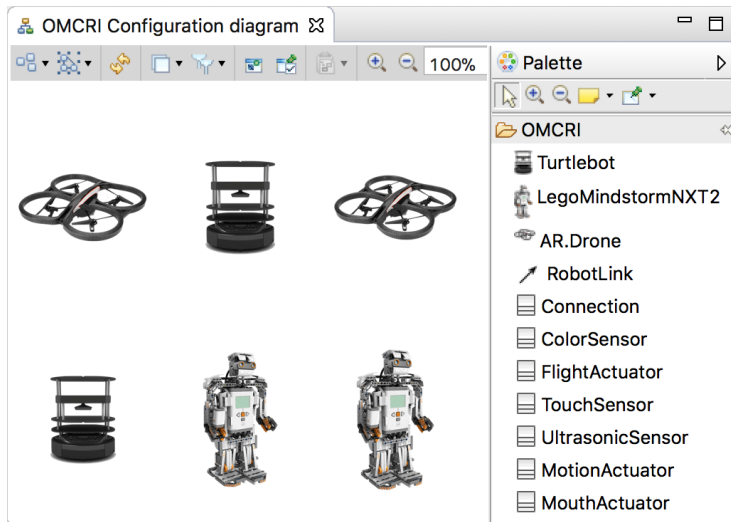 OMCRI Configuration diagram
100%
Palette
OMCRI
Turtlebot
LegoMindstormNXT2
AR.Drone
RobotLink
Connection
ColorSensor
FlightActuator
TouchSensor
UltrasonicSensor
MotionActuator
MouthActuator